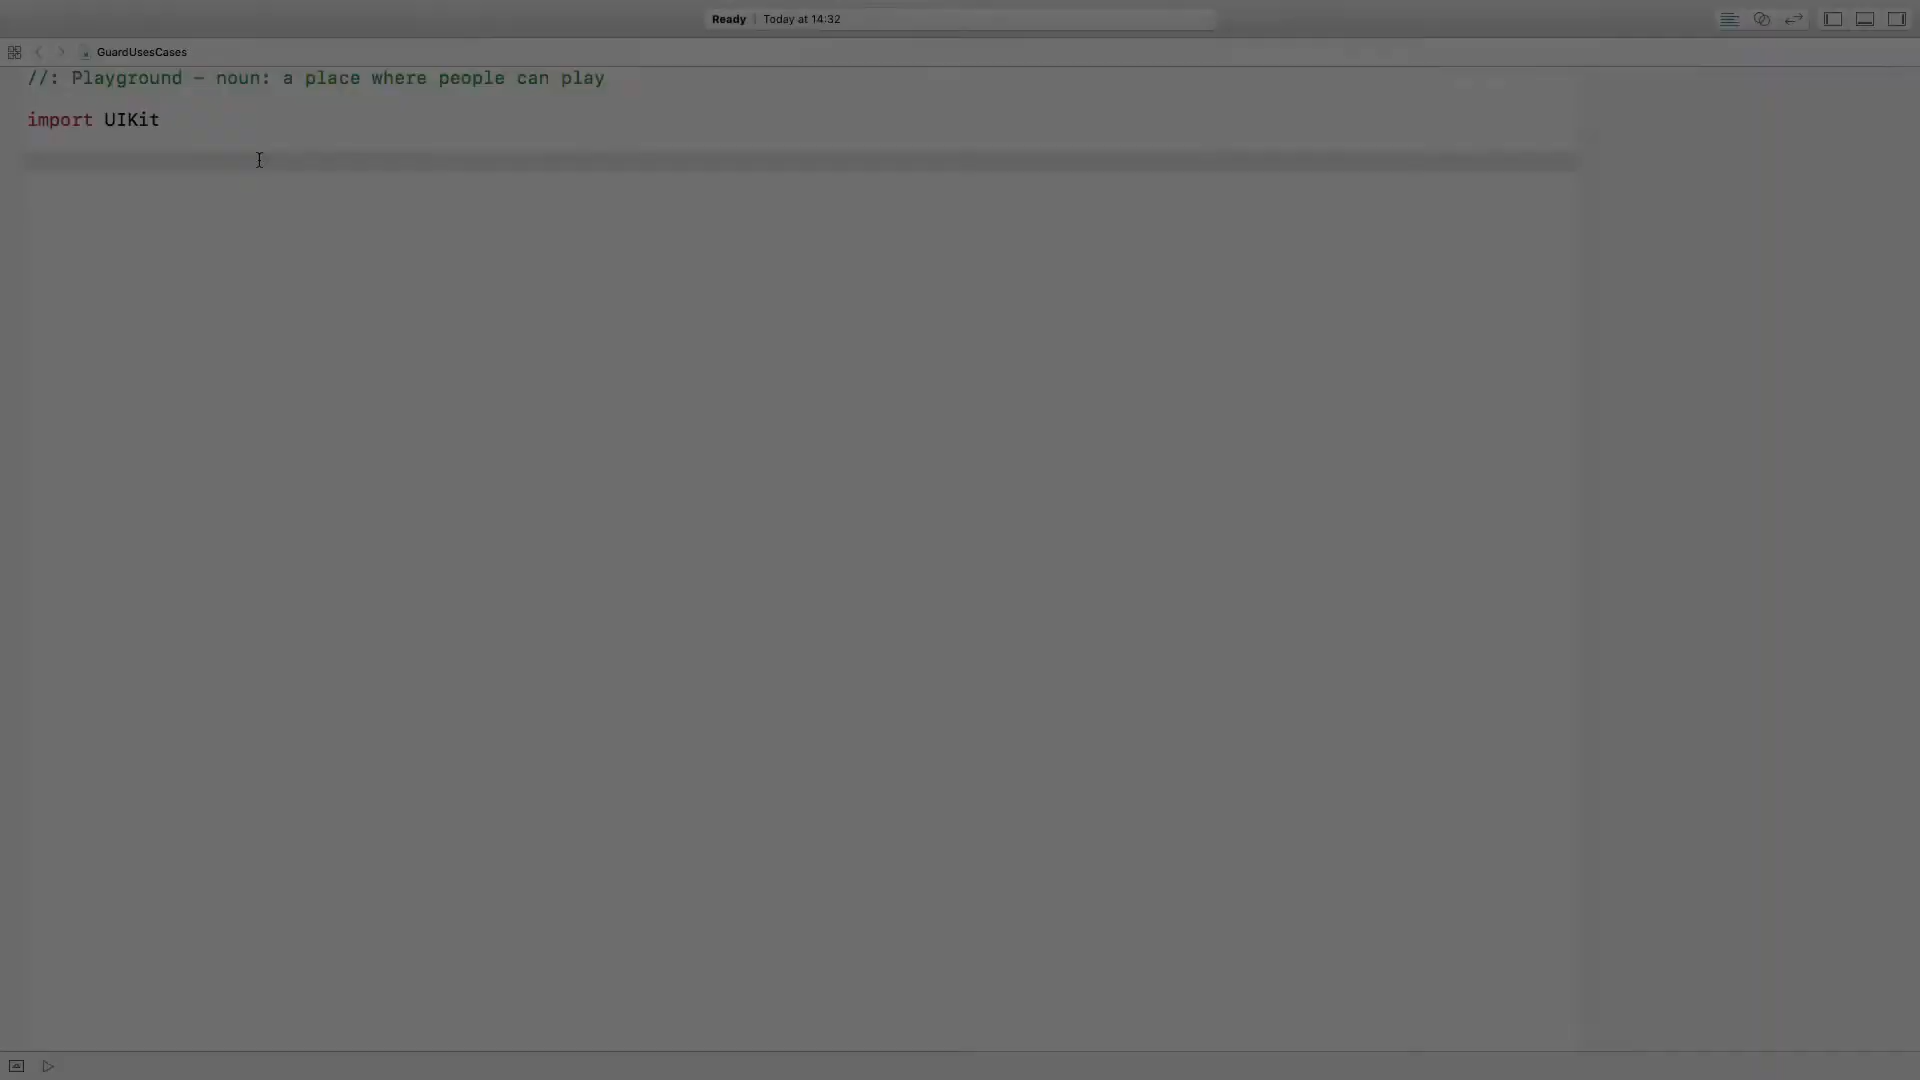 Ready | Today at 14:32
GuardUsesCases
//: Playground – noun: a place where people can play
import UIKit